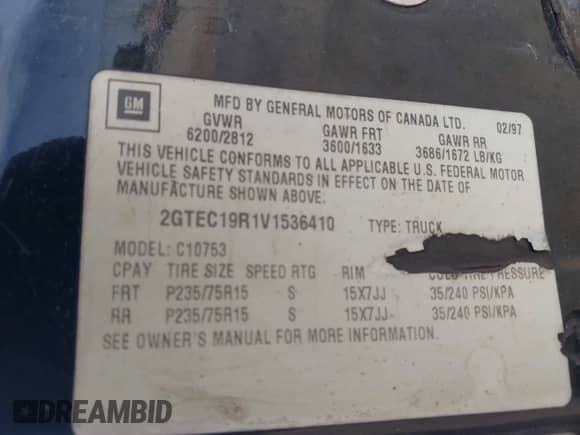 GM
MFD BY GENERAL MOTORS OF CANADA LTD. 02/97
GVWR GAWR FRT GAWR RR
6200/2812 3600/1633 3686/1672 LB/KG
THIS VEHICLE CONFORMS TO ALL APPLICABLE U.S. FEDERAL MOTOR
VEHICLE SAFETY STANDARDS IN EFFECT ON THE DATE OF
MANUFACTURE SHOWN ABOVE.
2GTEC19R1V1536410 TYPE: TRUCK
MODEL: C10753
CPAY TIRE SIZE SPEED RTG RIM COLD TIRE PRESSURE
FRT P235/75R15 S 15X7JJ 35/240 PSI/KPA
RR P235/75R15 S 15X7JJ 35/240 PSI/KPA
SEE OWNER'S MANUAL FOR MORE INFORMATION.
DREAMBID